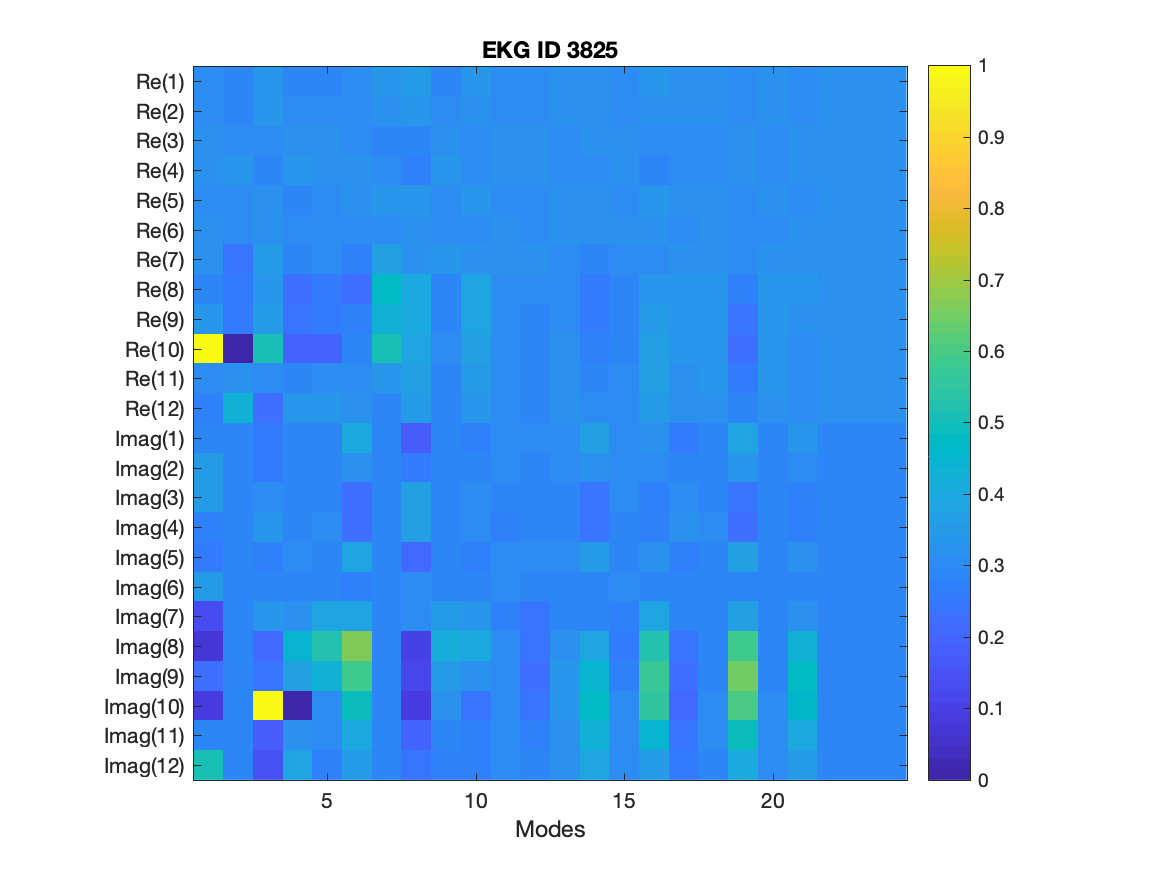 EKG ID 3825
Re(1)
Re(2)
Re(3)
Re(4)
Re(5)
Re(6)
Re(7)
Re(8)
Re(9)
Re(10)
Re(11)
Re(12)
Imag(1)
Imag(2)
Imag(3)
Imag(4)
Imag(5)
Imag(6)
Imag(7)
Imag(8)
Imag(9)
Imag(10)
Imag(11)
Imag(12)
5 10 15 20
Modes
1
0.9
0.8
0.7
0.6
0.5
0.4
0.3
0.2
0.1
0